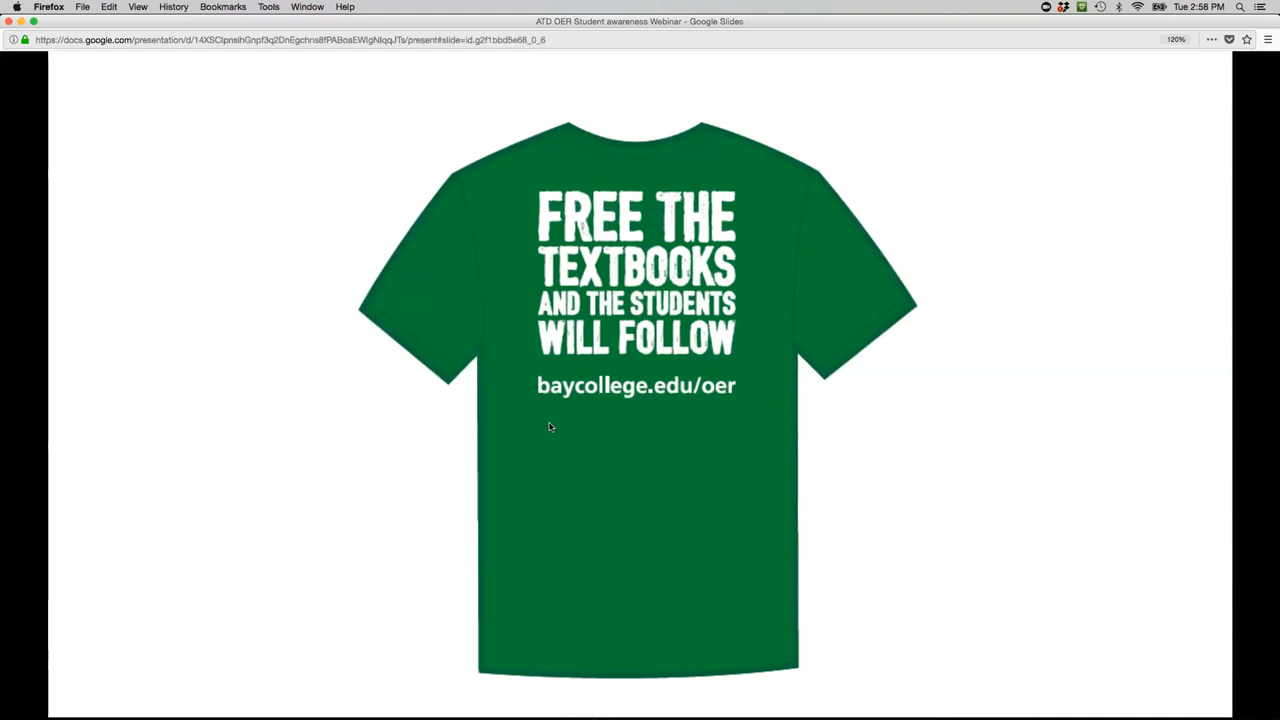 Firefox File Edit View History Bookmarks Tools Window Help Tue 2:58 PM
ATD OER Student awareness Webinar - Google Slides
120%
FREE THE
TEXTBOOKS
AND THE STUDENTS
WILL FOLLOW
baycollege.edu/oer